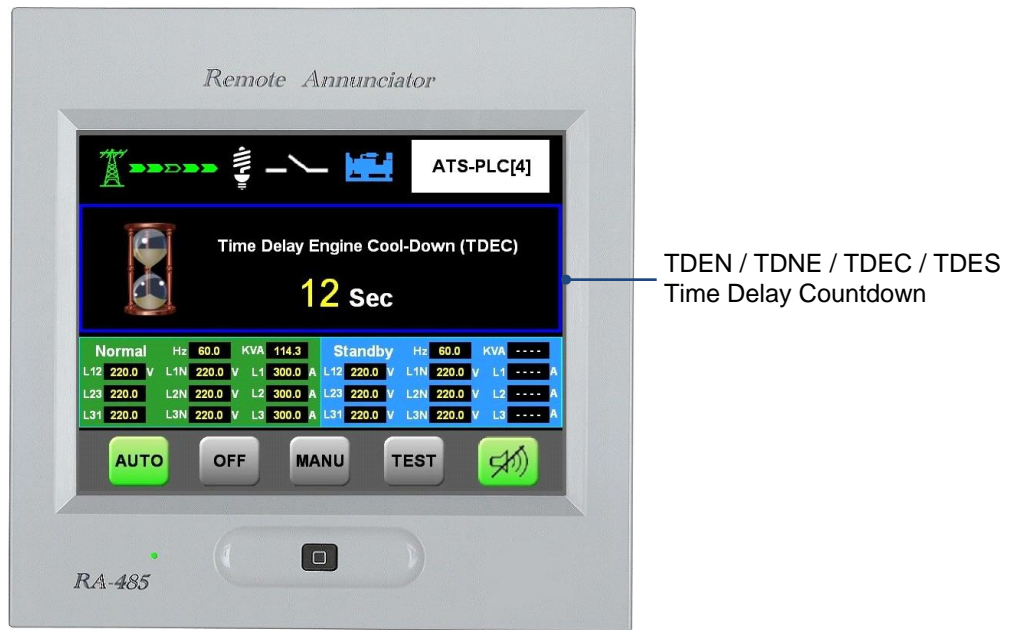 Remote Annunciator
ATS-PLC[4]
Time Delay Engine Cool-Down (TDEC)
12 Sec
TDEN / TDNE / TDEC / TDES
Time Delay Countdown
Normal Hz 60.0 KVA 114.3 Standby Hz 60.0 KVA ----
L12 220.0 V L1N 220.0 V L1 300.0 A L12 220.0 V L1N 220.0 V L1 ---- A
L23 220.0 L2N 220.0 V L2 300.0 A L23 220.0 V L2N 220.0 V L2 ---- A
L31 220.0 L3N 220.0 V L3 300.0 A L31 220.0 V L3N 220.0 V L3 ---- A
AUTO OFF MANU TEST
RA-485